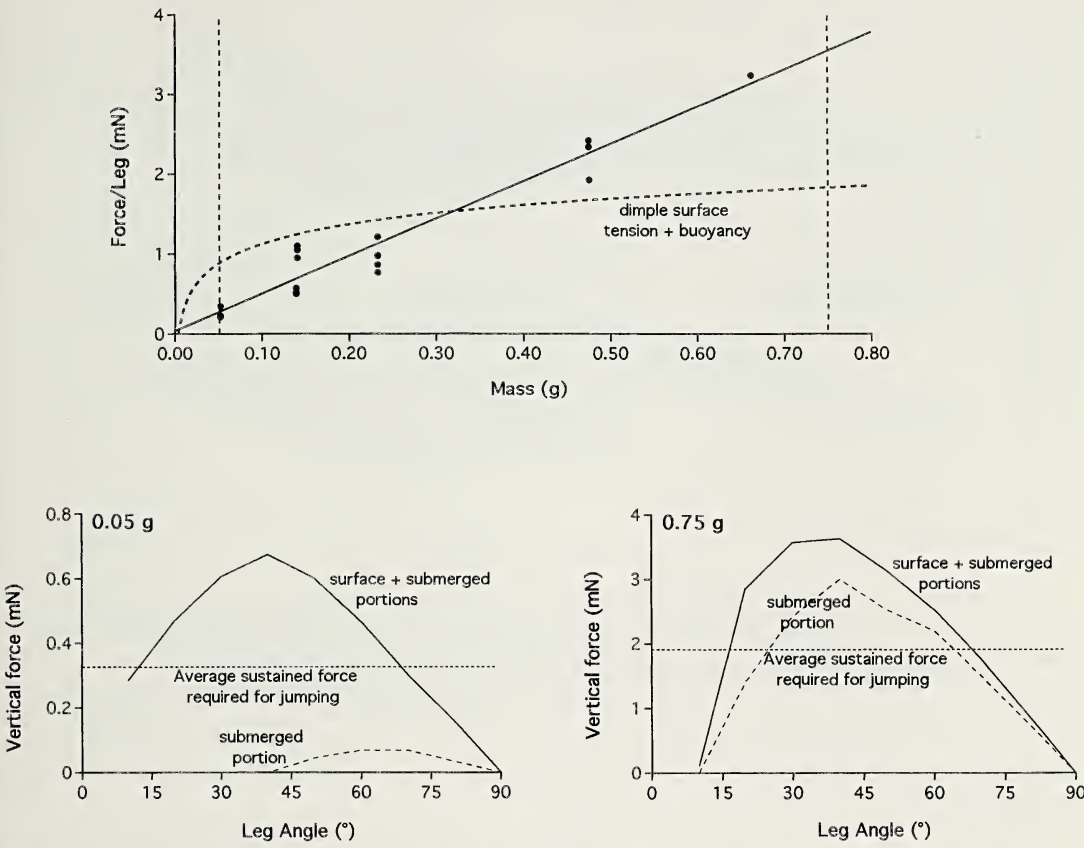 4
3
2
1
0
Force/Leg (mN)
dimple surface
tension + buoyancy
0.00 0.10 0.20 0.30 0.40 0.50 0.60 0.70 0.80
Mass (g)
0.8
0.6
0.4
0.2
0
Vertical force (mN)
0.05 g
surface + submerged
portions
Average sustained force
required for jumping
submerged
portion
0 15 30 45 60 75 90
Leg Angle (°)
4
3
2
1
0
Vertical force (mN)
0.75 g
surface + submerged
portions
submerged
portion
Average sustained force
required for jumping
0 15 30 45 60 75 90
Leg Angle (°)